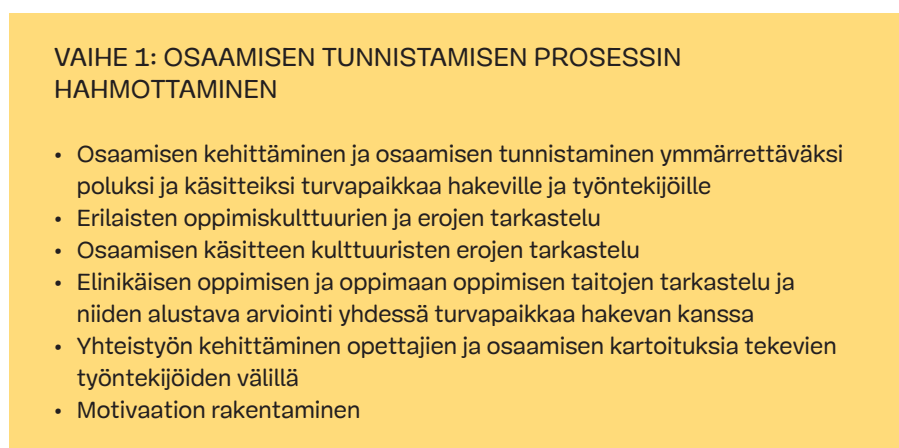 VAIHE 1: OSAAMISEN TUNNISTAMISEN PROSESSIN
HAHMOTTAMINEN
• Osaamisen kehittäminen ja osaamisen tunnistaminen ymmärrettäväksi
poluksi ja käsitteiksi turvapaikkaa hakeville ja työntekijöille
• Erilaisten oppimiskulttuurien ja erojen tarkastelu
• Osaamisen käsitteen kulttuuristen erojen tarkastelu
• Elinikäisen oppimisen ja oppimaan oppimisen taitojen tarkastelu ja
niiden alustava arviointi yhdessä turvapaikkaa hakevan kanssa
• Yhteistyön kehittäminen opettajien ja osaamisen kartoituksia tekevien
työntekijöiden välillä
• Motivaation rakentaminen